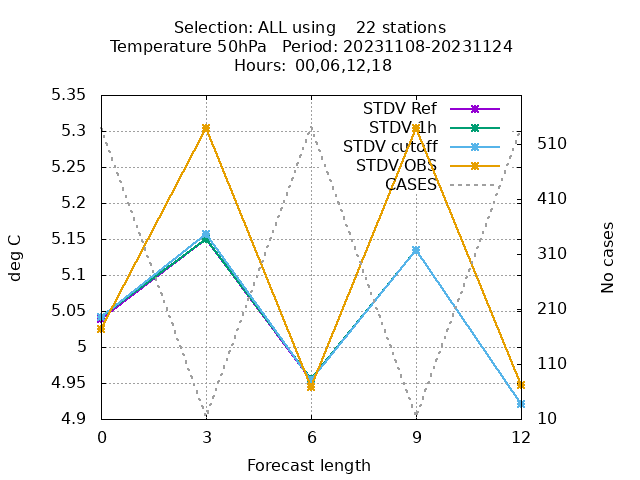 Selection: ALL using    22 stations
Temperature 50hPa   Period: 20231108-20231124
Hours:  00,06,12,18
STDV Ref
STDV 1h
STDV cutoff
STDV OBS
CASES
5.35
5.3
5.25
5.2
5.15
5.1
5.05
5
4.95
4.9
deg C
510
410
310
210
110
10
No cases
0 3 6 9 12
Forecast length